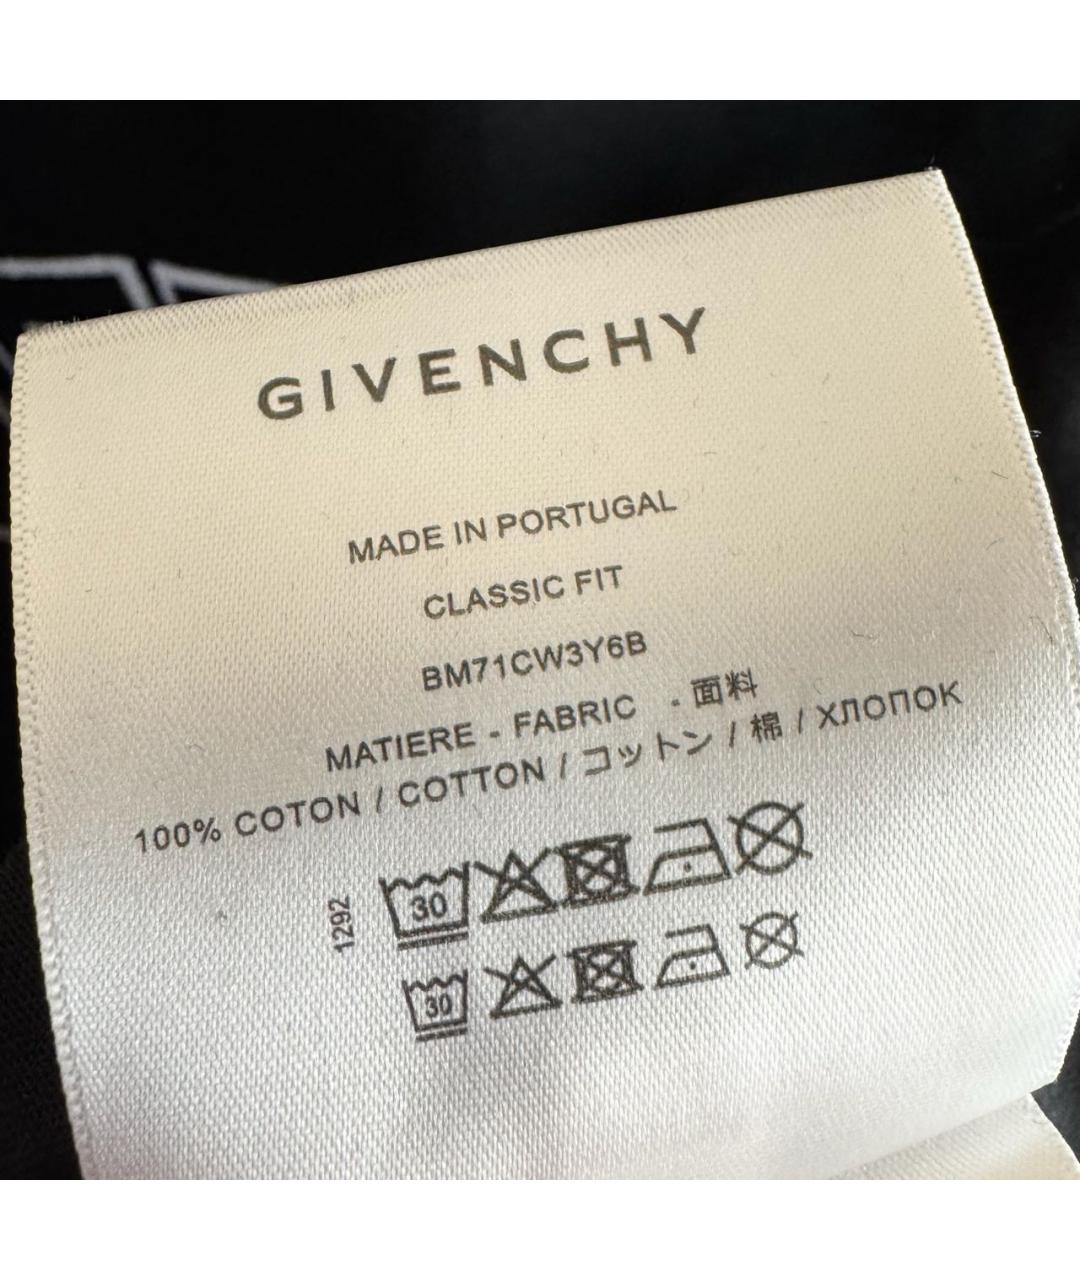 GIVENCHY
MADE IN PORTUGAL
CLASSIC FIT
BM71CW3Y6B
MATIERE - FABRIC - 面料
100% COTON / COTTON / コットン / 棉 / ХЛОПОК
1292
30
30